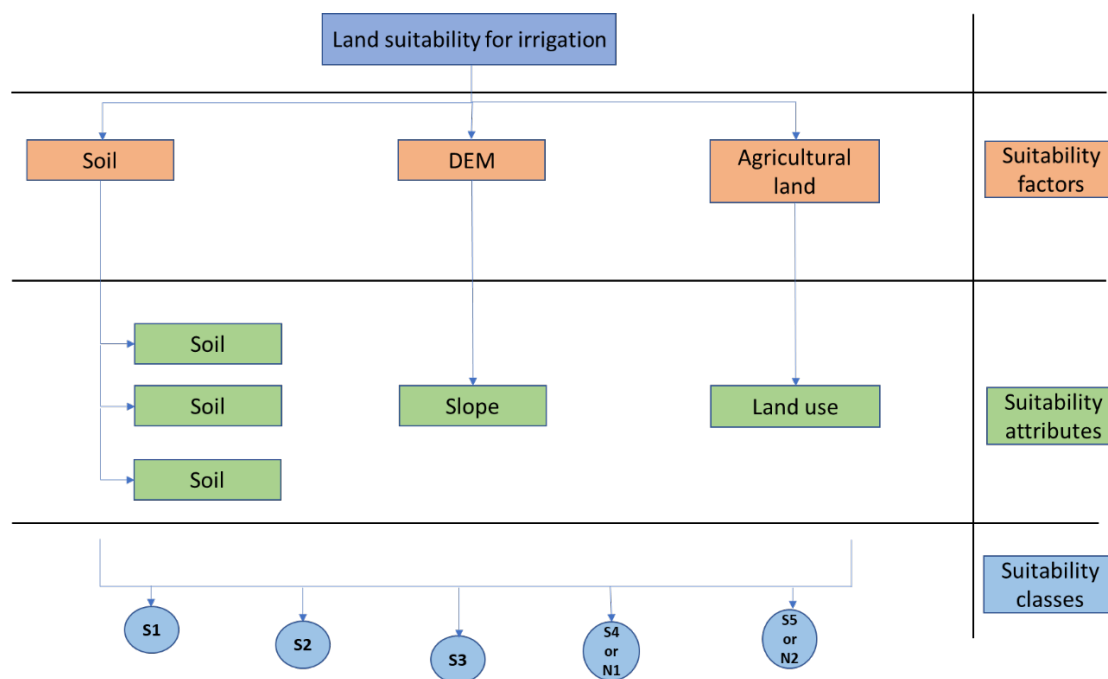 Land suitability for irrigation
Soil
DEM
Agricultural
land
Suitability
factors
Soil
Soil
Slope
Land use
Suitability
attributes
Soil
Suitability
classes
S1
S2
S3
S4
or
N1
S5
or
N2